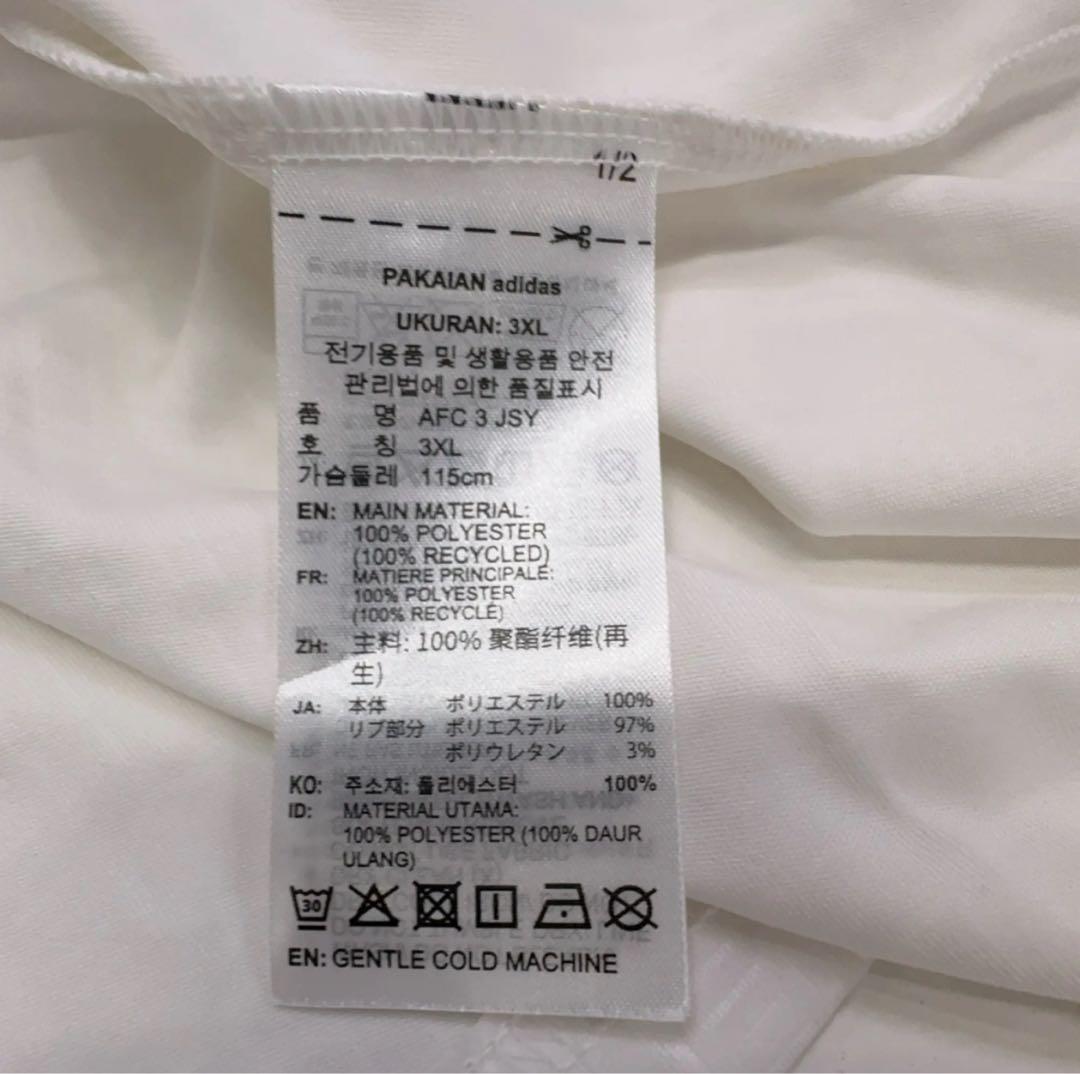 1/2
PAKAIAN adidas
UKURAN: 3XL
전기용품 및 생활용품 안전
관리법에 의한 품질표시
품 명 AFC 3 JSY
호 칭 3XL
가슴둘레 115cm
EN: MAIN MATERIAL:
100% POLYESTER
(100% RECYCLED)
FR: MATIERE PRINCIPALE:
100% POLYESTER
(100% RECYCLÉ)
ZH: 主料: 100% 聚酯纤维(再
生)
JA: 本体 ポリエステル 100%
リブ部分 ポリエステル 97%
ポリウレタン 3%
KO: 주소재: 폴리에스터 100%
ID: MATERIAL UTAMA:
100% POLYESTER (100% DAUR
ULANG)
30
EN: GENTLE COLD MACHINE